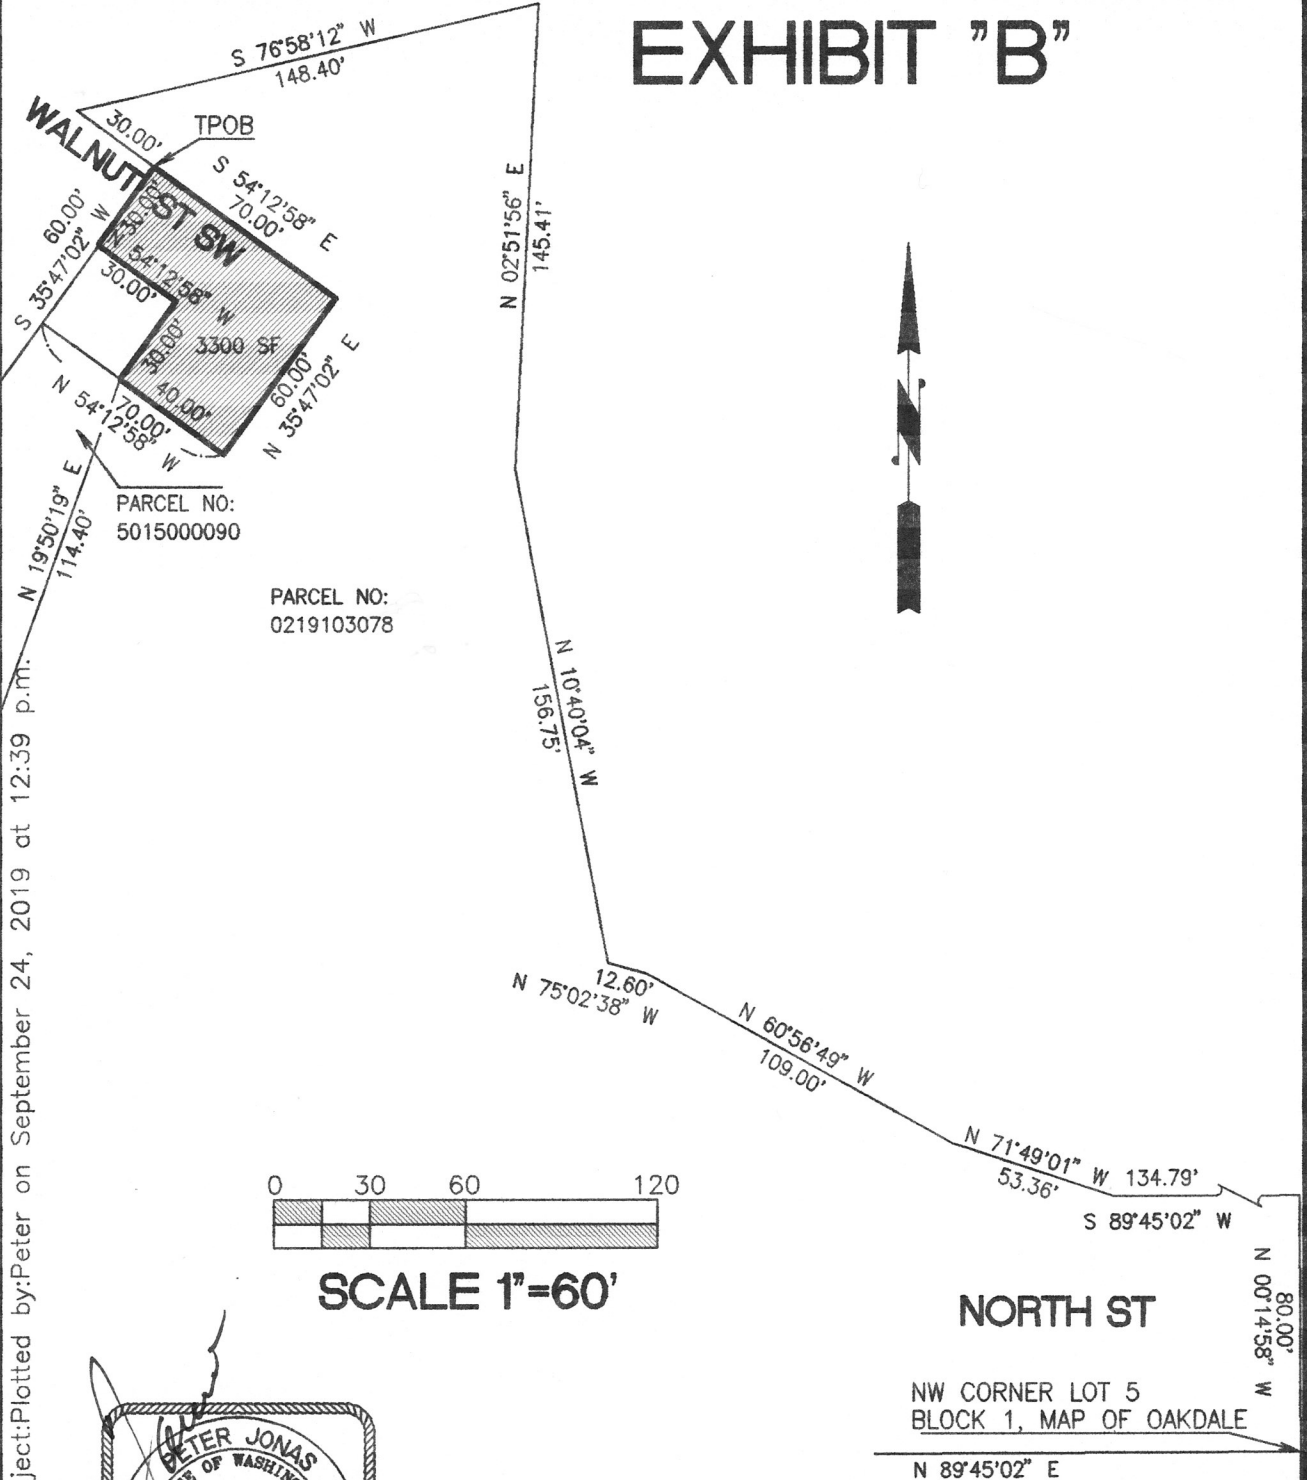 EXHIBIT "B"
S 76°58'12" W
148.40'
WALNUT ST SW
30.00'
TPOB
S 54°12'58" E
70.00'
60.00'
S 35°47'02" W
30.00'
N 54°12'58" W
30.00'
30.00'
3300 SF
60.00'
N 35°47'02" E
40.00'
70.00'
N 54°12'58" W
N 02°51'56" E
145.41'
N 19°50'19" E
114.40'
PARCEL NO:
5015000090
PARCEL NO:
0219103078
N 10°40'04" W
156.75'
12.60'
N 75°02'38" W
N 60°56'49" W
109.00'
N 71°49'01" W
53.36'
134.79'
S 89°45'02" W
N 00°14'58" W
80.00'
0 30 60 120
SCALE 1"=60'
NORTH ST
NW CORNER LOT 5
BLOCK 1, MAP OF OAKDALE
N 89°45'02" E
ject:Plotted by:Peter on September 24, 2019 at 12:39 p.m.
PETER JONAS
E OF WASHIN
N